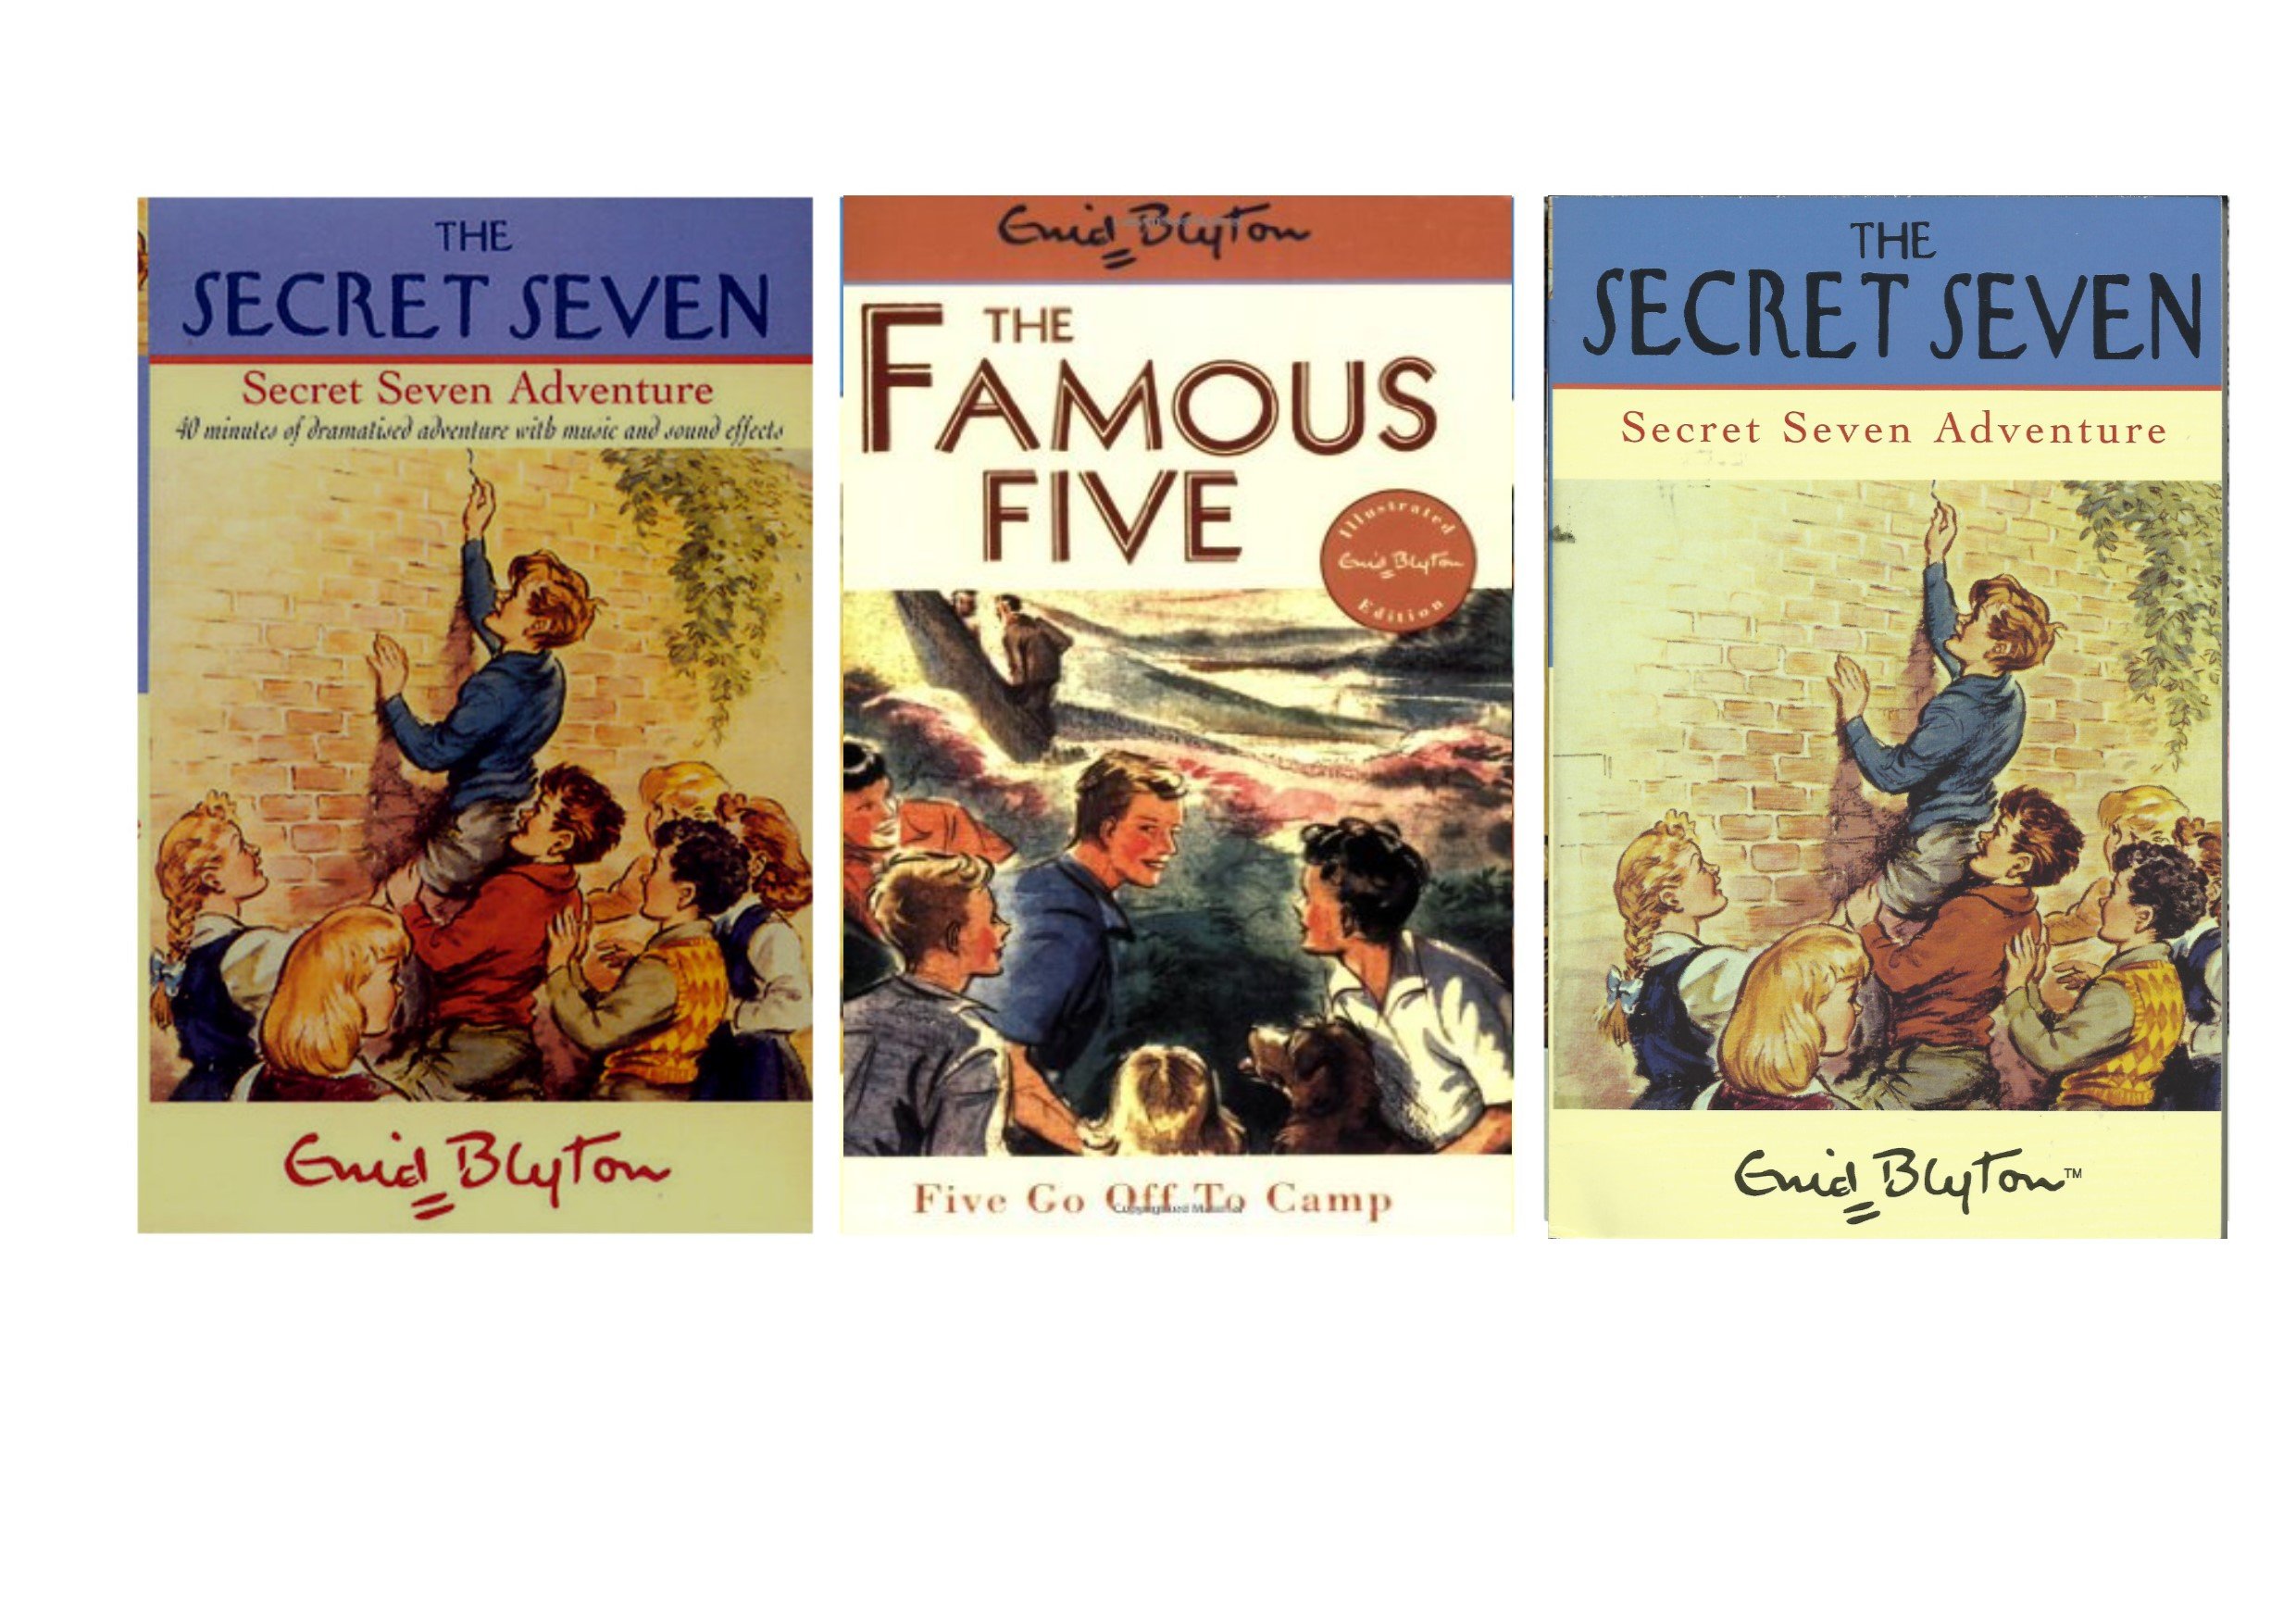 THE
SECRET SEVEN
Secret Seven Adventure
40 minutes of dramatised adventure with music and sound effects
Enid Blyton
Enid Blyton
THE
FAMOUS
FIVE
Illustrated
Enid Blyton
Edition
Five Go Off To Camp
Copyrighted Material
THE
SECRET SEVEN
Secret Seven Adventure
Enid Blyton™